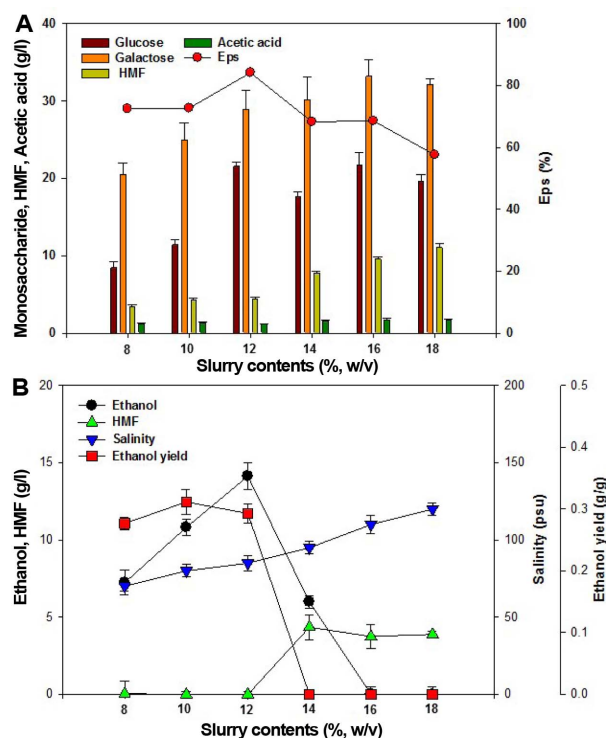 A
Glucose
Galactose
HMF
Acetic acid
Eps
Monosaccharide, HMF, Acetic acid (g/l)
40
30
20
10
0
Eps (%)
100
80
60
40
20
0
8 10 12 14 16 18
Slurry contents (%, w/v)
B
Ethanol
HMF
Salinity
Ethanol yield
Ethanol, HMF (g/l)
20
15
10
5
0
Salinity (psu)
200
150
100
50
0
Ethanol yield (g/g)
0.5
0.4
0.3
0.2
0.1
0.0
8 10 12 14 16 18
Slurry contents (%, w/v)